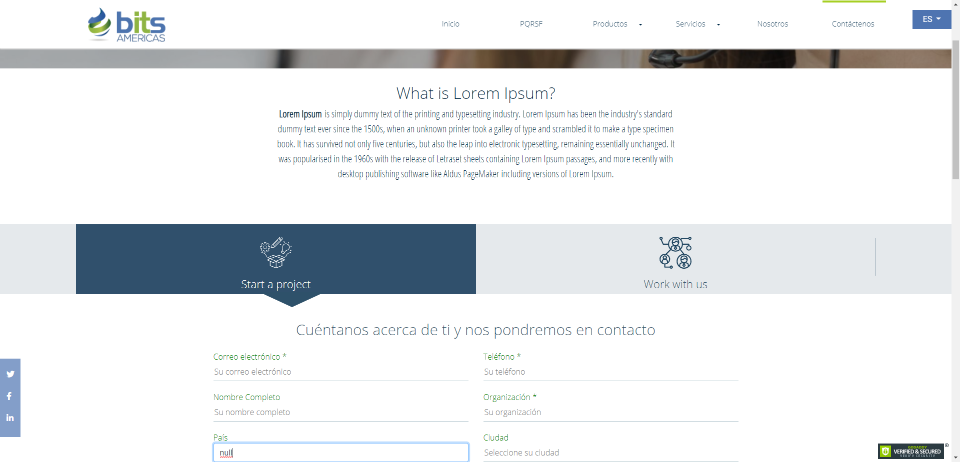 bits
AMERICAS
Inicio
PQRSF
Productos
Servicios
Nosotros
Contáctenos
ES
What is Lorem Ipsum?
Lorem Ipsum is simply dummy text of the printing and typesetting industry. Lorem Ipsum has been the industry's standard
dummy text ever since the 1500s, when an unknown printer took a galley of type and scrambled it to make a type specimen
book. It has survived not only five centuries, but also the leap into electronic typesetting, remaining essentially unchanged. It
was popularised in the 1960s with the release of Letraset sheets containing Lorem Ipsum passages, and more recently with
desktop publishing software like Aldus PageMaker including versions of Lorem Ipsum.
Start a project
Work with us
Cuéntanos acerca de ti y nos pondremos en contacto
Correo electrónico *
Su correo electrónico
Teléfono *
Su teléfono
Nombre Completo
Su nombre completo
Organización *
Su organización
País
null
Ciudad
Seleccione su ciudad
VERIFIED & SECURED